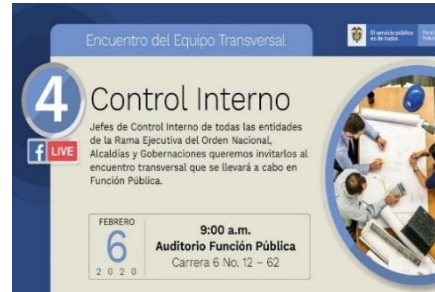 Encuentro del Equipo Transversal
El servicio público
es de todos
4
Control Interno
f LIVE
Jefes de Control Interno de todas las entidades
de la Rama Ejecutiva del Orden Nacional,
Alcaldías y Gobernaciones queremos invitarlos al
encuentro transversal que se llevará a cabo en
Función Pública.
FEBRERO
6
2020
9:00 a.m.
Auditorio Función Pública
Carrera 6 No. 12 – 62